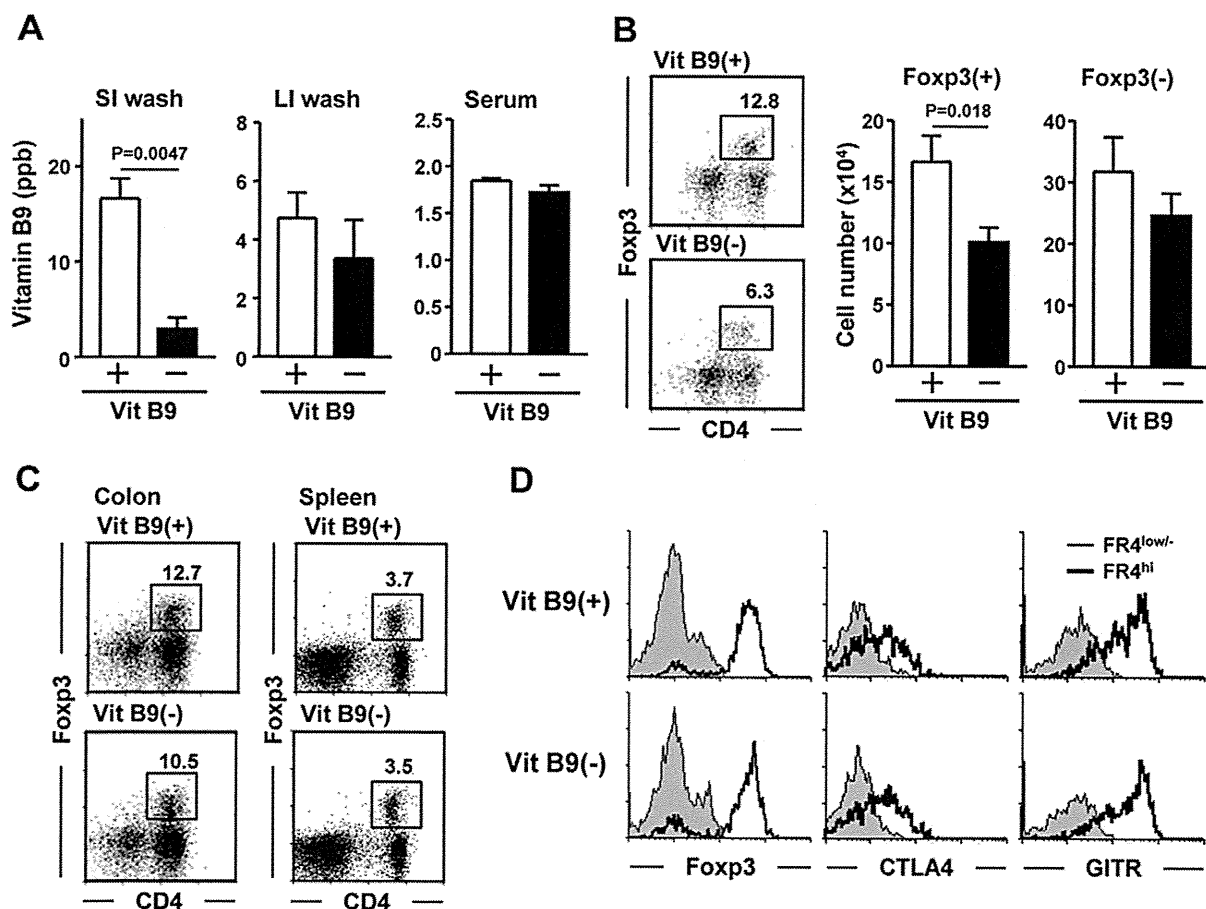 A
SI wash
LI wash
Serum
Vitamin B9 (ppb)
20
10
0
P=0.0047
8
6
4
2
0
2.5
2.0
1.5
1.0
0.5
0
+ −
+ −
+ −
Vit B9
Vit B9
Vit B9
B
Vit B9(+)
12.8
Vit B9(-)
6.3
Foxp3
CD4
Foxp3(+)
Foxp3(-)
Cell number (x10⁴)
20
15
10
5
0
P=0.018
40
30
20
10
0
+ −
+ −
Vit B9
Vit B9
C
Colon
Spleen
Vit B9(+)
Vit B9(+)
12.7
3.7
Vit B9(-)
Vit B9(-)
10.5
3.5
Foxp3
Foxp3
CD4
CD4
D
FR4low/-
FR4hi
Vit B9(+)
Vit B9(-)
Foxp3
CTLA4
GITR